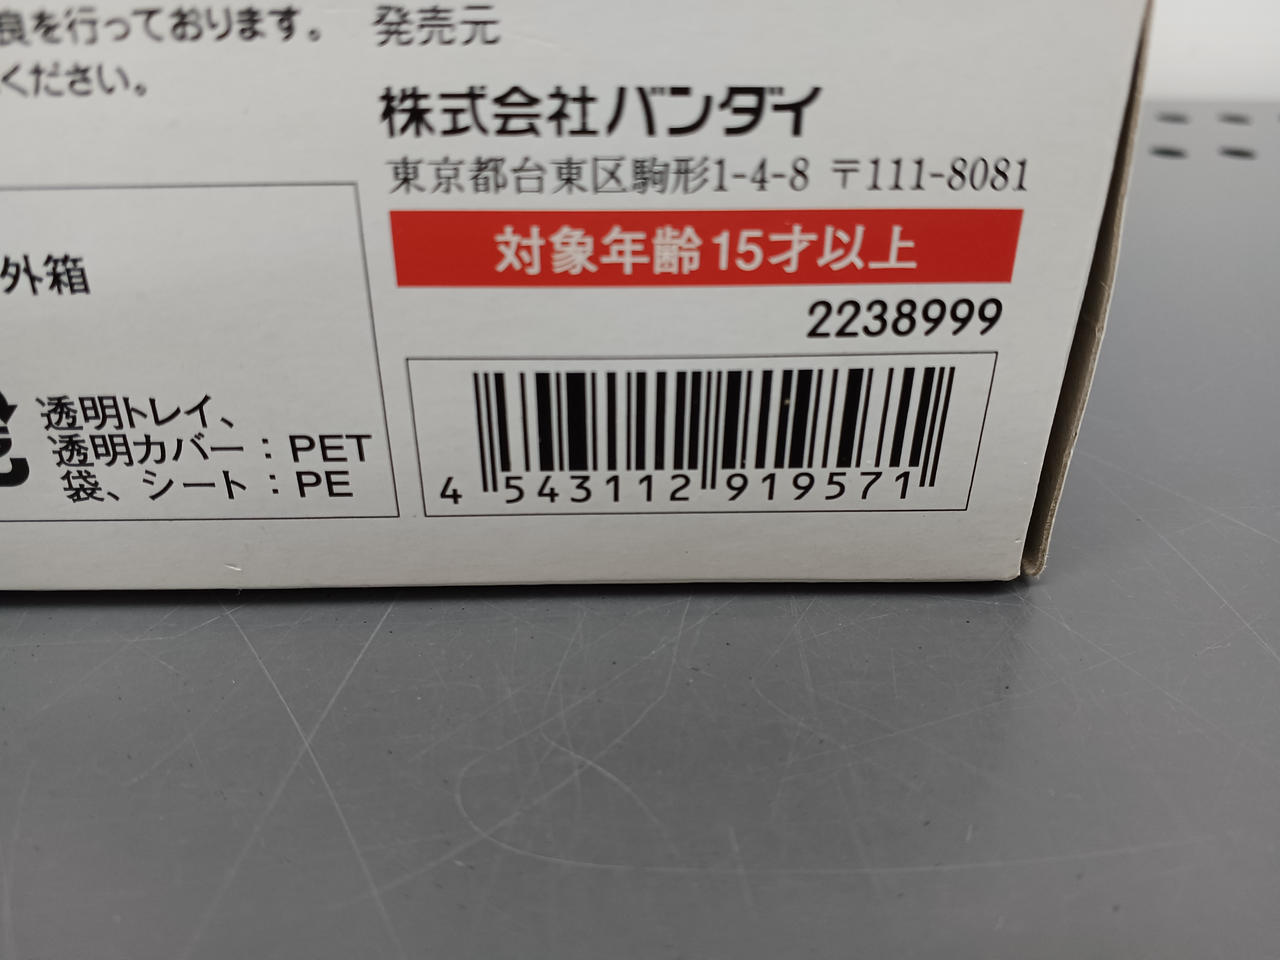 良を行っております。
ください。
発売元
株式会社バンダイ
東京都台東区駒形1-4-8 〒111-8081
対象年齢15才以上
2238999
外箱
透明トレイ、
透明カバー：PET
袋、シート：PE
4 543112 919571